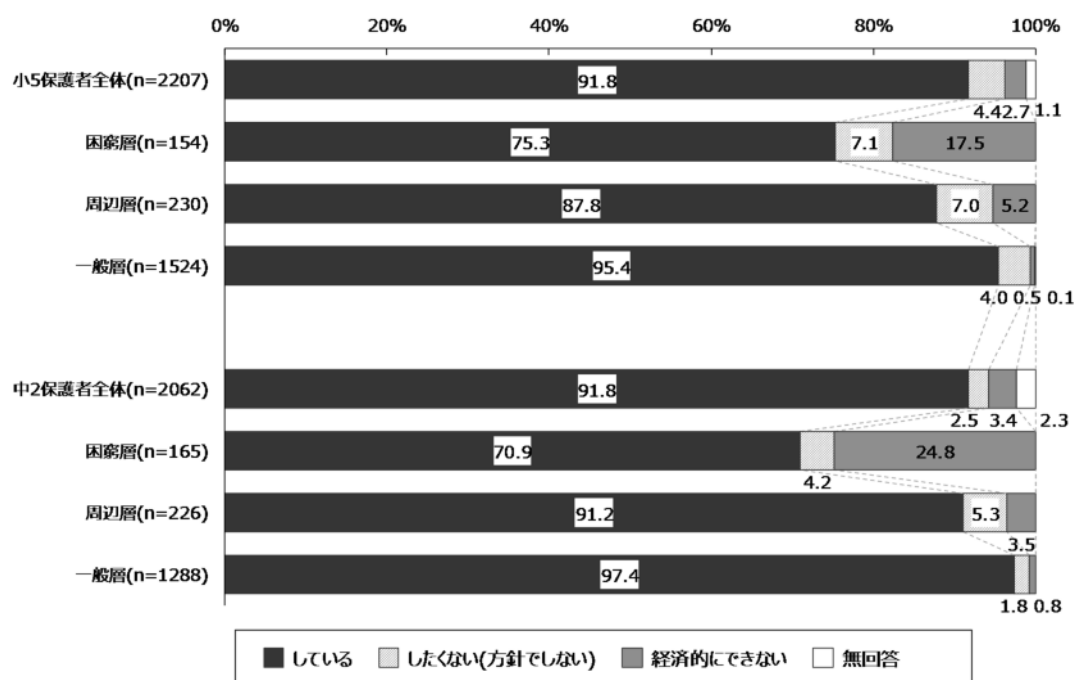 0% 20% 40% 60% 80% 100%
小5保護者全体(n=2207) 91.8 4.4 2.7 1.1
困窮層(n=154) 75.3 7.1 17.5
周辺層(n=230) 87.8 7.0 5.2
一般層(n=1524) 95.4 4.0 0.5 0.1
中2保護者全体(n=2062) 91.8 2.5 3.4 2.3
困窮層(n=165) 70.9 4.2 24.8
周辺層(n=226) 91.2 5.3 3.5
一般層(n=1288) 97.4 1.8 0.8
している したくない(方針でしない) 経済的にできない 無回答